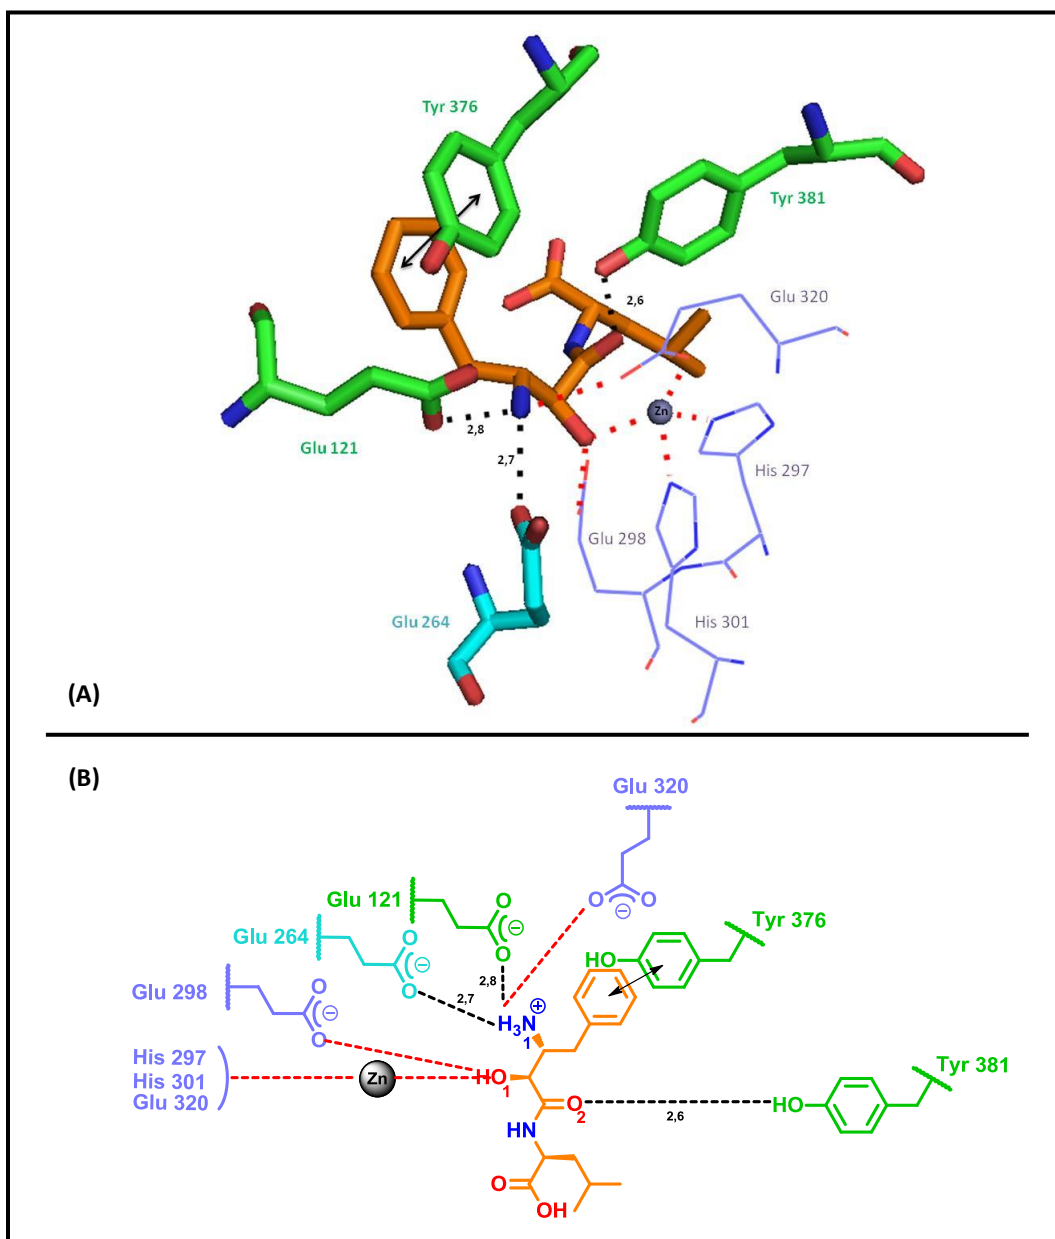 Tyr 376
Tyr 381
2,6
Glu 320
Zn
2,8
Glu 121
2,7
His 297
Glu 298
His 301
Glu 264
(A)
(B)
Glu 320
Glu 121
O
O
O
Tyr 376
Glu 264
O
O
HO
Glu 298
O
2,8
O
2,7
H3N
1
O
His 297
His 301
Zn
HO
1
Tyr 381
Glu 320
O
2
2,6
HO
HN
O
OH